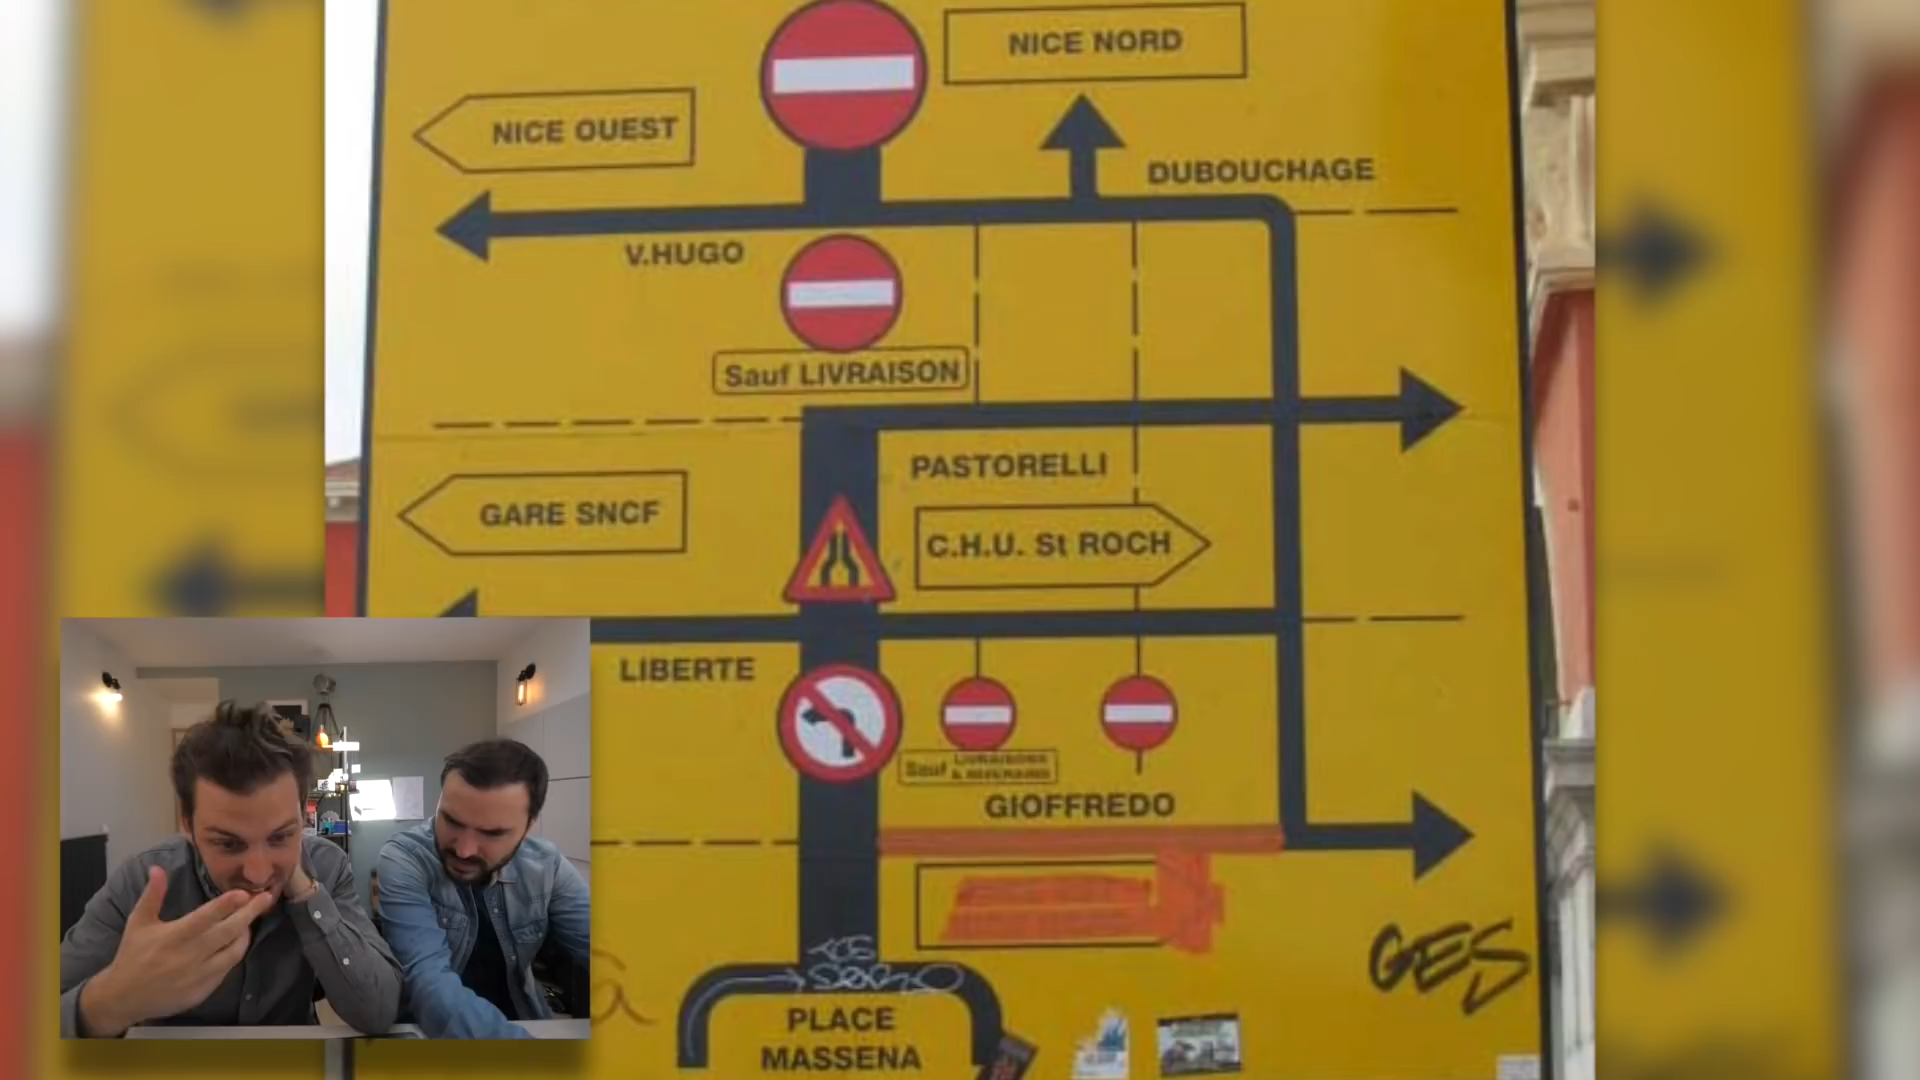 NICE NORD
NICE OUEST
DUBOUCHAGE
V.HUGO
Sauf LIVRAISON
PASTORELLI
GARE SNCF
C.H.U. St ROCH
LIBERTE
Sauf LIVRAISONS
GIOFFREDO
GES
PLACE
MASSENA